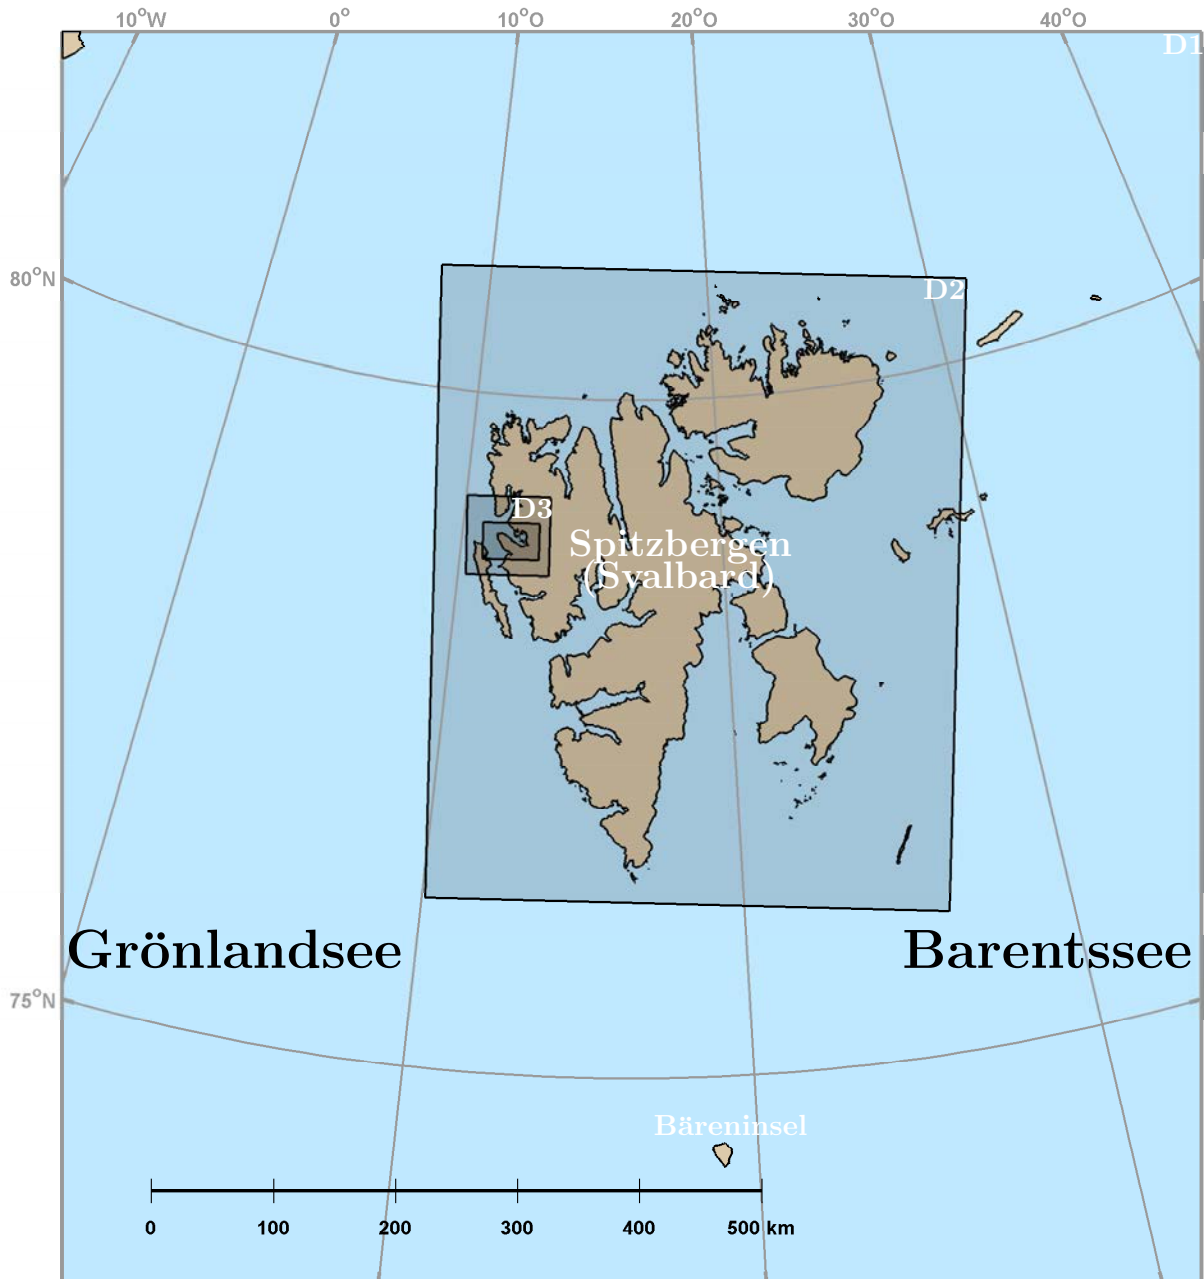 10°W 0° 10°O 20°O 30°O 40°O
D1
80°N
D2
D3
Spitzbergen
(Svalbard)
Grönlandsee
Barentssee
75°N
Bäreninsel
0 100 200 300 400 500 km